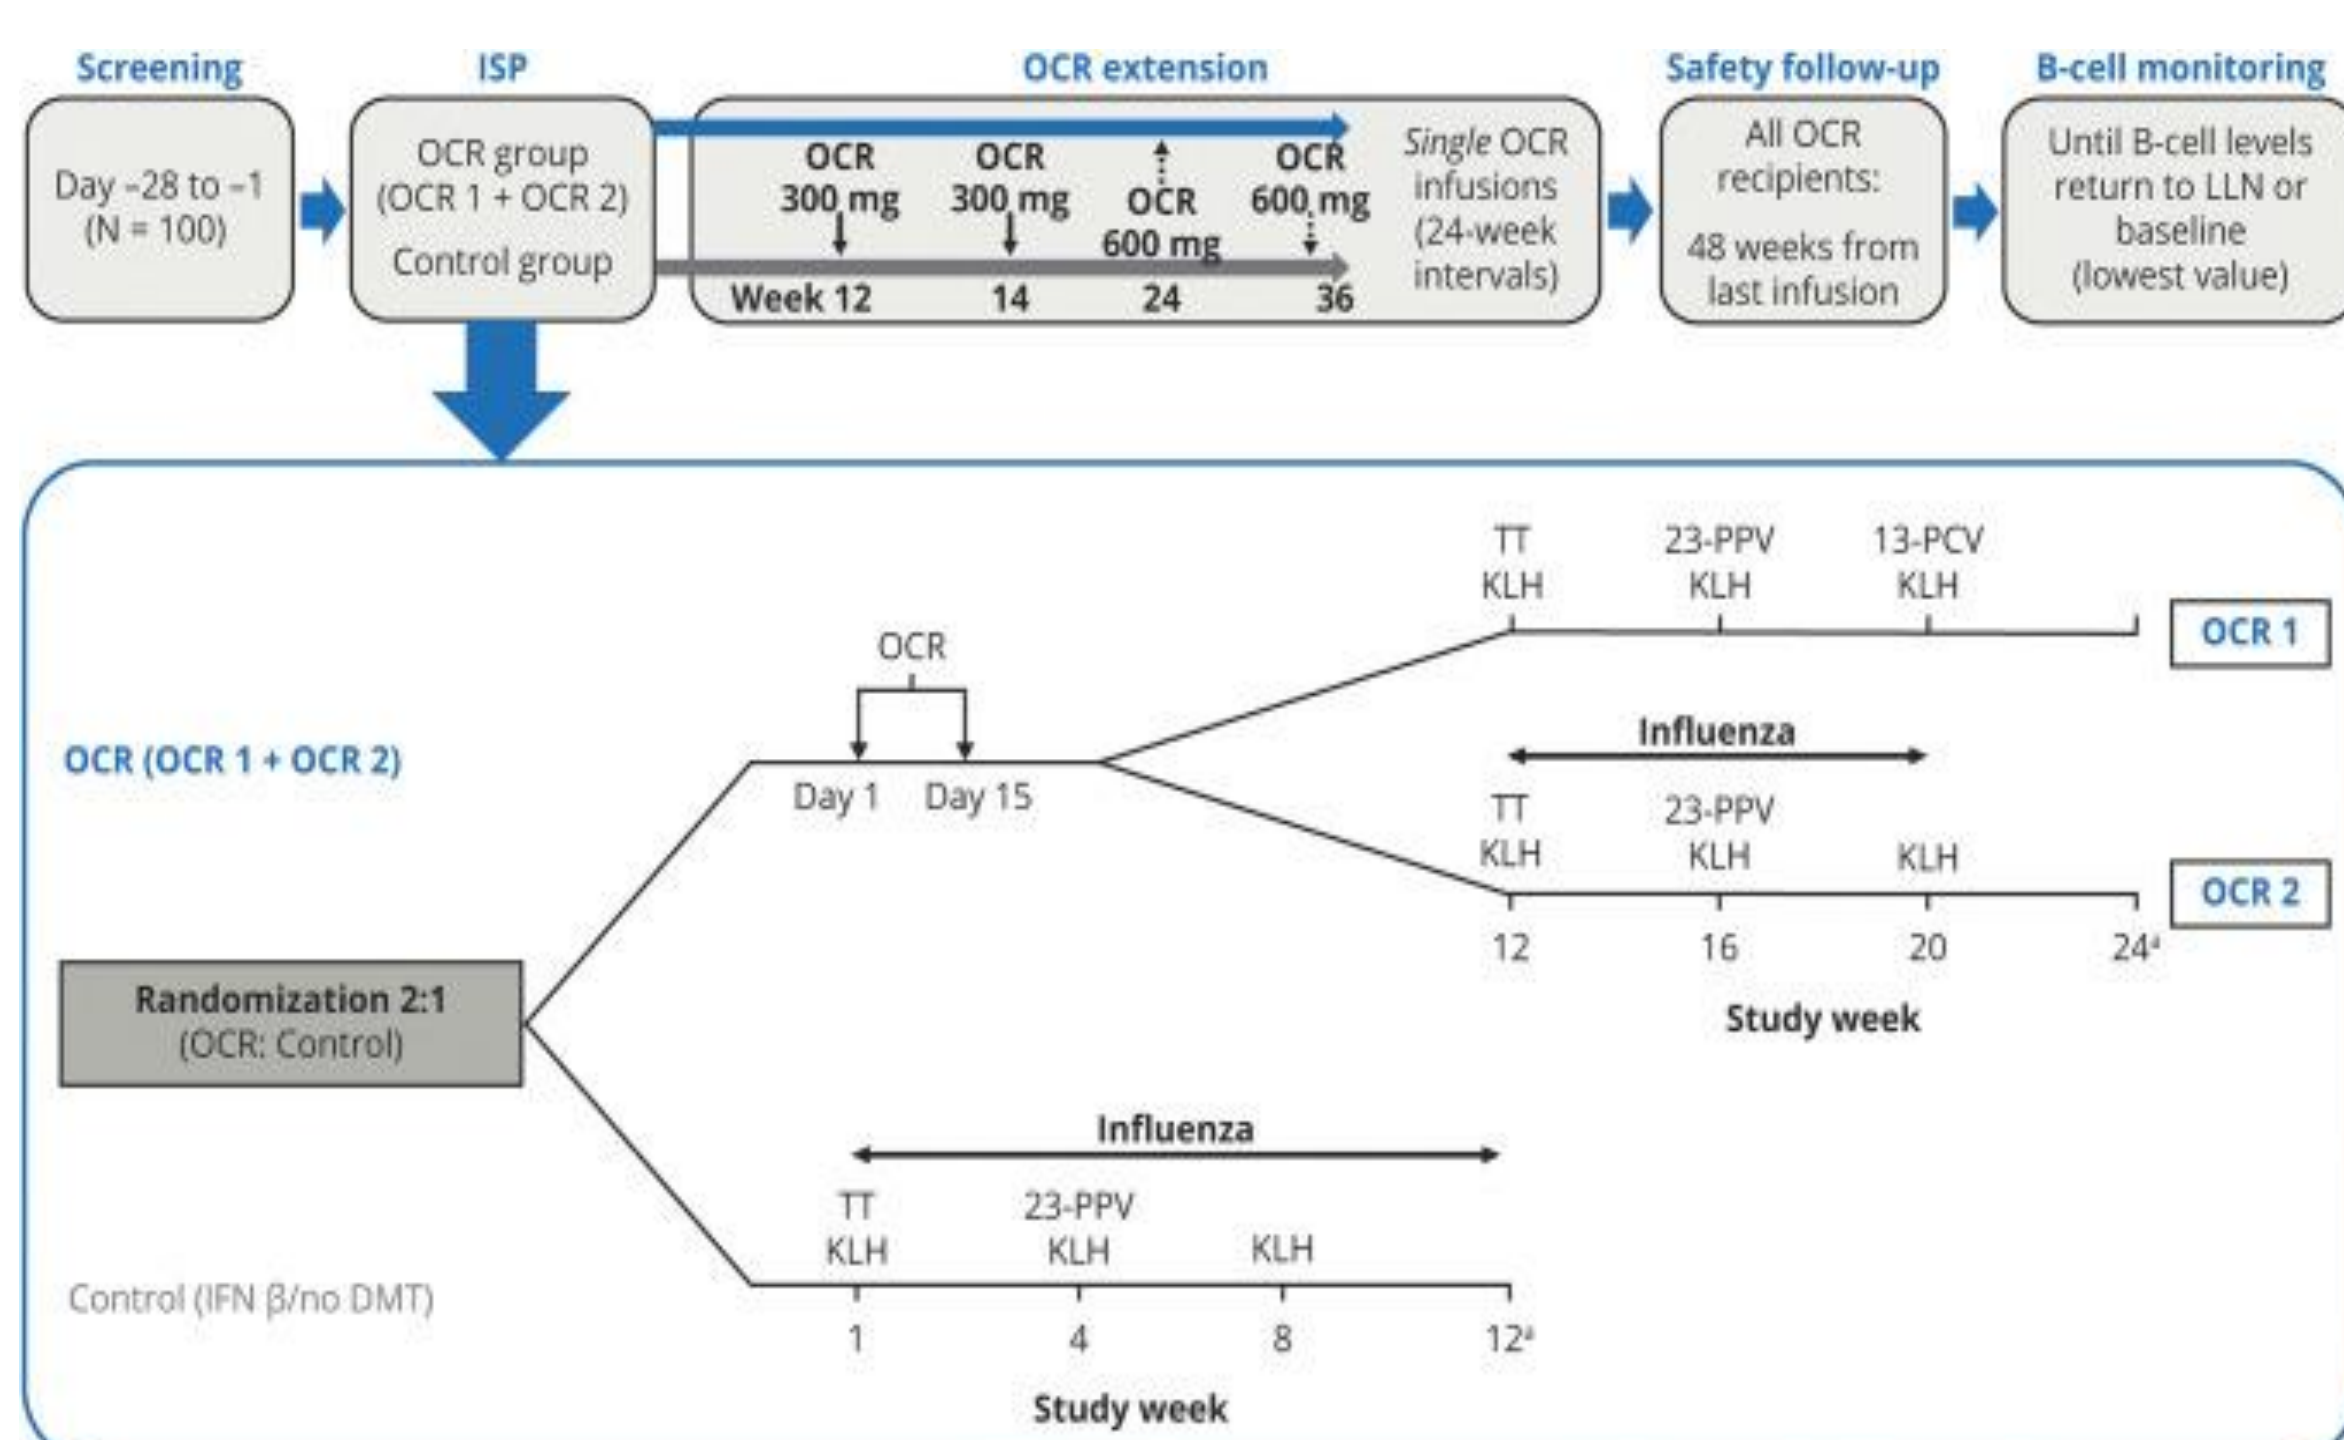 Screening
Day –28 to –1
(N = 100)
ISP
OCR group
(OCR 1 + OCR 2)
Control group
OCR extension
OCR
300 mg
OCR
300 mg
OCR
600 mg
OCR
600 mg
Week 12
14
24
36
Single OCR
infusions
(24-week
intervals)
Safety follow-up
All OCR
recipients:
48 weeks from
last infusion
B-cell monitoring
Until B-cell levels
return to LLN or
baseline
(lowest value)
TT
KLH
23-PPV
KLH
13-PCV
KLH
OCR 1
OCR
Day 1
Day 15
OCR (OCR 1 + OCR 2)
Influenza
TT
KLH
23-PPV
KLH
KLH
OCR 2
12
16
20
24ª
Study week
Randomization 2:1
(OCR: Control)
Influenza
TT
KLH
23-PPV
KLH
KLH
Control (IFN β/no DMT)
1
4
8
12ª
Study week